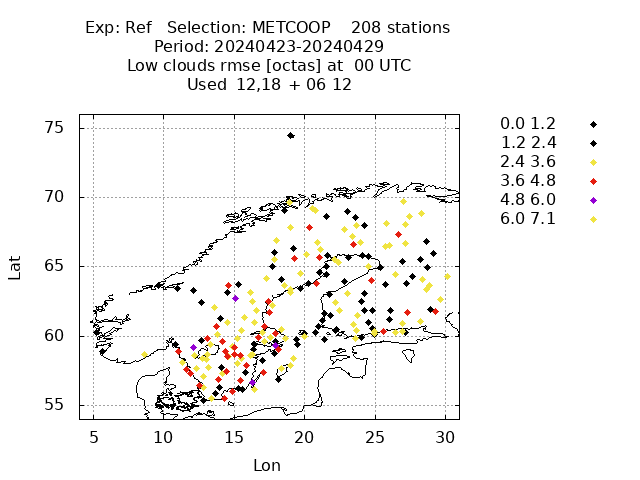 Exp: Ref Selection: METCOOP 208 stations
Period: 20240423-20240429
Low clouds rmse [octas] at 00 UTC
Used 12,18 + 06 12
75
70
65
60
55
Lat
5 10 15 20 25 30
Lon
0.0 1.2
1.2 2.4
2.4 3.6
3.6 4.8
4.8 6.0
6.0 7.1